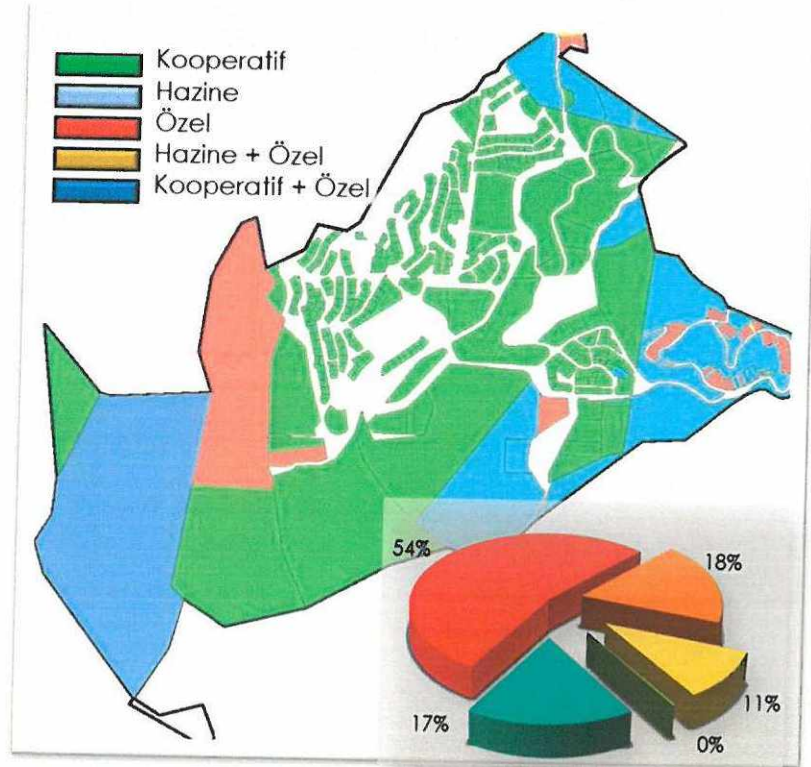 Kooperatif
Hazine
Özel
Hazine + Özel
Kooperatif + Özel
54%
18%
11%
0%
17%